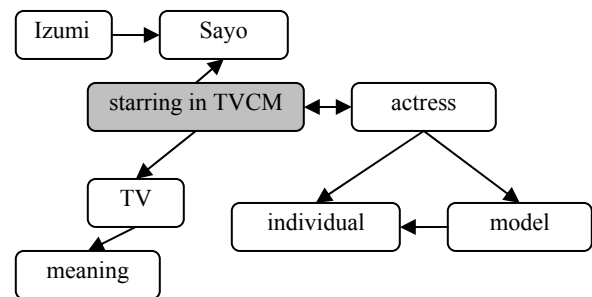 Izumi
Sayo
starring in TVCM
actress
TV
individual
model
meaning